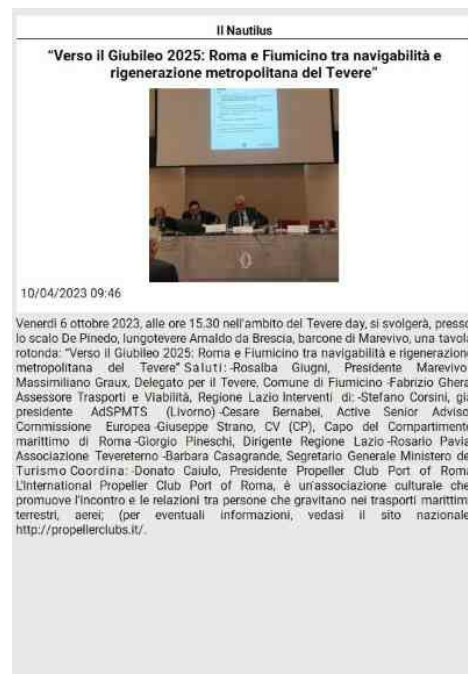 Il Nautilus
“Verso il Giubileo 2025: Roma e Fiumicino tra navigabilità e
rigenerazione metropolitana del Tevere”
10/04/2023 09:46
Venerdì 6 ottobre 2023, alle ore 15.30 nell'ambito del Tevere day, si svolgerà, presso
lo scalo De Pinedo, lungotevere Arnaldo da Brescia, barcone di Marevivo, una tavola
rotonda: “Verso il Giubileo 2025: Roma e Fiumicino tra navigabilità e rigenerazione
metropolitana del Tevere” Saluti: -Rosalba Giugni, Presidente Marevivo
Massimiliano Graux, Delegato per il Tevere, Comune di Fiumicino -Fabrizio Ghera
Assessore Trasporti e Viabilità, Regione Lazio Interventi di: -Stefano Corsini, già
presidente AdSPMTS (Livorno) -Cesare Bernabei, Active Senior Adviso
Commissione Europea -Giuseppe Strano, CV (CP), Capo del Compartimento
marittimo di Roma -Giorgio Pineschi, Dirigente Regione Lazio -Rosario Pavia
Associazione Tevereterno -Barbara Casagrande, Segretario Generale Ministero de
Turismo Coordina: -Donato Caiulo, Presidente Propeller Club Port of Roma
L'International Propeller Club Port of Roma, è un'associazione culturale che
promuove l'incontro e le relazioni tra persone che gravitano nei trasporti marittim
terrestri, aerei; (per eventuali informazioni, vedasi il sito nazionale
http://propellerclubs.it/.